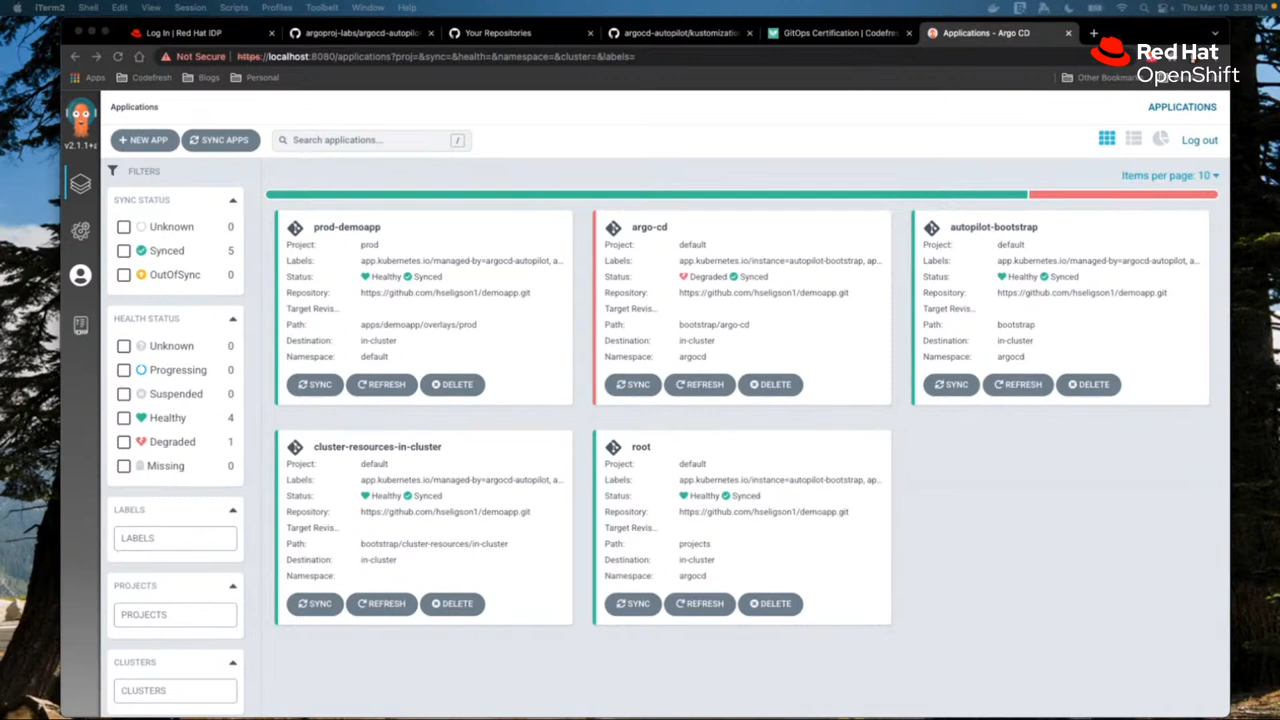 iTerm2 Shell Edit View Session Scripts Profiles Toolbelt Window Help Thu Mar 10 3:38 PM
Log In | Red Hat IDP argoproj-labs/argocd-autopilot Your Repositories argocd-autopilot/kustomization GitOps Certification | Codefres Applications - Argo CD
Not Secure https://localhost:8080/applications?proj=&sync=&health=&namespace=&cluster=&labels=
Apps Codefresh Blogs Personal Other Bookmarks
Red Hat
OpenShift
Applications APPLICATIONS
v2.1.1+a
NEW APP SYNC APPS Search applications... / Log out
FILTERS
Items per page: 10
SYNC STATUS
Unknown 0
Synced 5
OutOfSync 0
HEALTH STATUS
Unknown 0
Progressing 0
Suspended 0
Healthy 4
Degraded 1
Missing 0
LABELS
LABELS
PROJECTS
PROJECTS
CLUSTERS
CLUSTERS
prod-demoapp
Project: prod
Labels: app.kubernetes.io/managed-by=argocd-autopilot, a...
Status: Healthy Synced
Repository: https://github.com/hseligson1/demoapp.git
Target Revis...
Path: apps/demoapp/overlays/prod
Destination: in-cluster
Namespace: default
SYNC REFRESH DELETE
argo-cd
Project: default
Labels: app.kubernetes.io/instance=autopilot-bootstrap, ap...
Status: Degraded Synced
Repository: https://github.com/hseligson1/demoapp.git
Target Revis...
Path: bootstrap/argo-cd
Destination: in-cluster
Namespace: argocd
SYNC REFRESH DELETE
autopilot-bootstrap
Project: default
Labels: app.kubernetes.io/managed-by=argocd-autopilot, a...
Status: Healthy Synced
Repository: https://github.com/hseligson1/demoapp.git
Target Revis...
Path: bootstrap
Destination: in-cluster
Namespace: argocd
SYNC REFRESH DELETE
cluster-resources-in-cluster
Project: default
Labels: app.kubernetes.io/managed-by=argocd-autopilot, a...
Status: Healthy Synced
Repository: https://github.com/hseligson1/demoapp.git
Target Revis...
Path: bootstrap/cluster-resources/in-cluster
Destination: in-cluster
Namespace:
SYNC REFRESH DELETE
root
Project: default
Labels: app.kubernetes.io/instance=autopilot-bootstrap, ap...
Status: Healthy Synced
Repository: https://github.com/hseligson1/demoapp.git
Target Revis...
Path: projects
Destination: in-cluster
Namespace: argocd
SYNC REFRESH DELETE